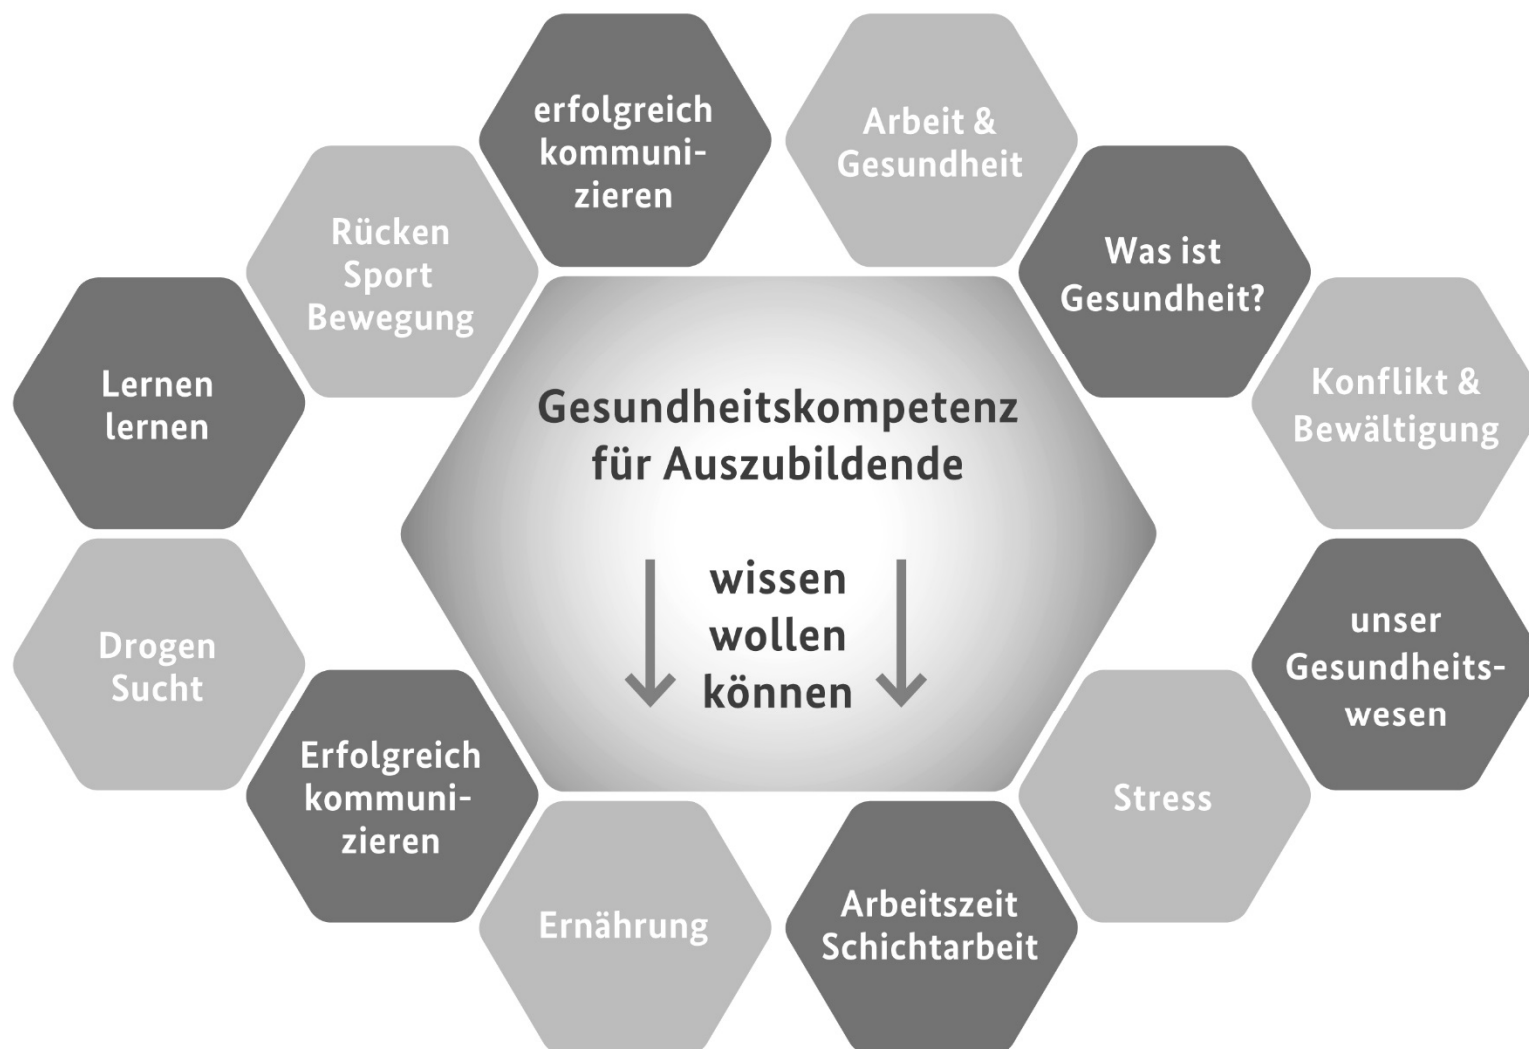 erfolgreich
kommuni-
zieren
Arbeit &
Gesundheit
Rücken
Sport
Bewegung
Was ist
Gesundheit?
Lernen
lernen
Konflikt &
Bewältigung
Gesundheitskompetenz
für Auszubildende
wissen
wollen
können
Drogen
Sucht
unser
Gesundheits-
wesen
Erfolgreich
kommuni-
zieren
Stress
Ernährung
Arbeitszeit
Schichtarbeit